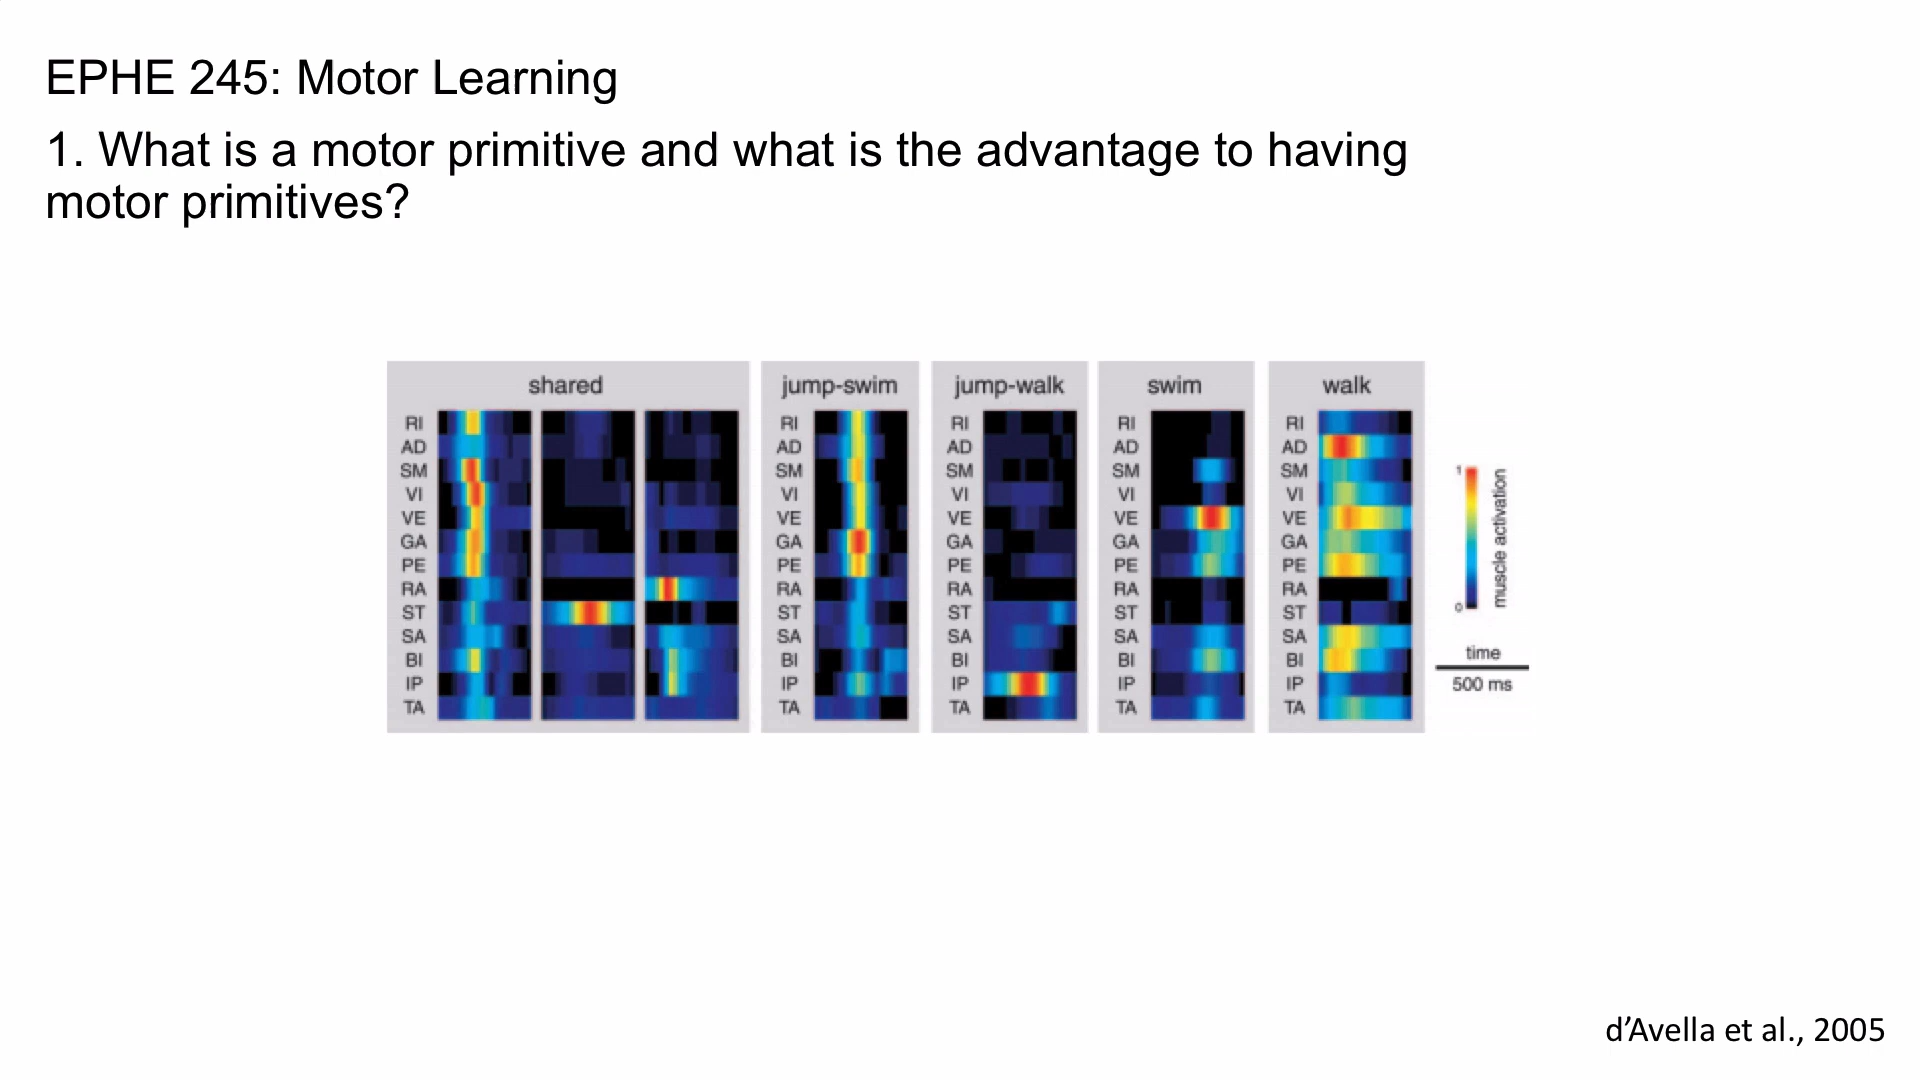 EPHE 245: Motor Learning
1. What is a motor primitive and what is the advantage to having
motor primitives?
shared
RI
AD
SM
VI
VE
GA
PE
RA
ST
SA
BI
IP
TA
jump-swim
RI
AD
SM
VI
VE
GA
PE
RA
ST
SA
BI
IP
TA
jump-walk
RI
AD
SM
VI
VE
GA
PE
RA
ST
SA
BI
IP
TA
swim
RI
AD
SM
VI
VE
GA
PE
RA
ST
SA
BI
IP
TA
walk
RI
AD
SM
VI
VE
GA
PE
RA
ST
SA
BI
IP
TA
1
0
muscle activation
time
500 ms
d’Avella et al., 2005